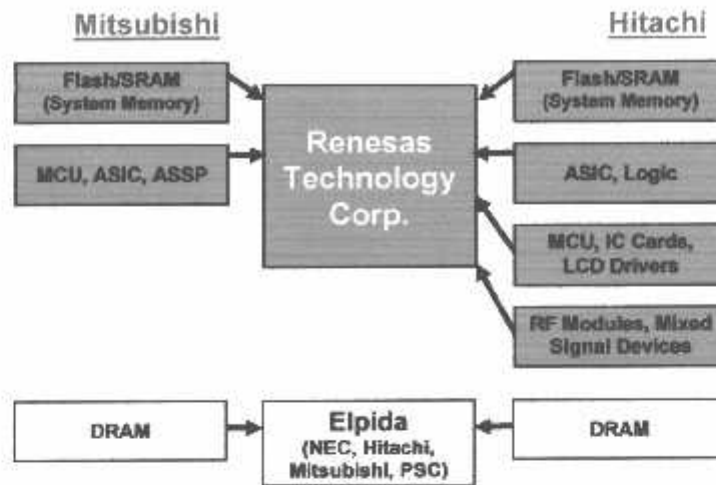 Mitsubishi
Hitachi
Flash/SRAM
(System Memory)
MCU, ASIC, ASSP
Renesas
Technology
Corp.
Flash/SRAM
(System Memory)
ASIC, Logic
MCU, IC Cards,
LCD Drivers
RF Modules, Mixed
Signal Devices
DRAM
Elpida
(NEC, Hitachi,
Mitsubishi, PSC)
DRAM